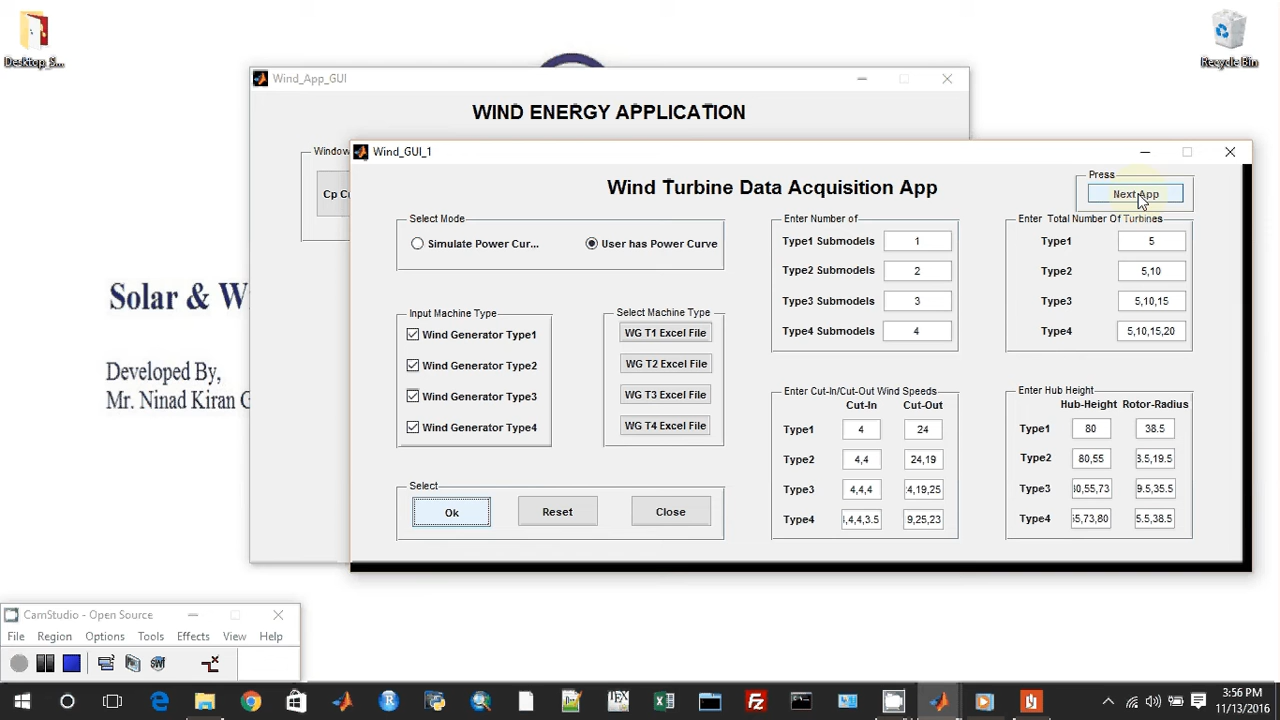 Desktop_S...
Recycle Bin
Wind_App_GUI
WIND ENERGY APPLICATION
Window
Cp Cu
Wind_GUI_1
Wind Turbine Data Acquisition App
Press
Next App
Select Mode
Simulate Power Cur...
User has Power Curve
Enter Number of
Type1 Submodels 1
Type2 Submodels 2
Type3 Submodels 3
Type4 Submodels 4
Enter Total Number Of Turbines
Type1 5
Type2 5,10
Type3 5,10,15
Type4 5,10,15,20
Input Machine Type
Wind Generator Type1
Wind Generator Type2
Wind Generator Type3
Wind Generator Type4
Select Machine Type
WG T1 Excel File
WG T2 Excel File
WG T3 Excel File
WG T4 Excel File
Enter Cut-In/Cut-Out Wind Speeds
Cut-In Cut-Out
Type1 4 24
Type2 4,4 24,19
Type3 4,4,4 4,19,25
Type4 4,4,3.5 9,25,23
Enter Hub Height
Hub-Height Rotor-Radius
Type1 80 38.5
Type2 80,55 3.5,19.5
Type3 80,55,73 9.5,35.5
Type4 55,73,80 5.5,38.5
Select
Ok
Reset
Close
Solar & W
Developed By,
Mr. Ninad Kiran G
CamStudio - Open Source
File Region Options Tools Effects View Help
3:56 PM
11/13/2016